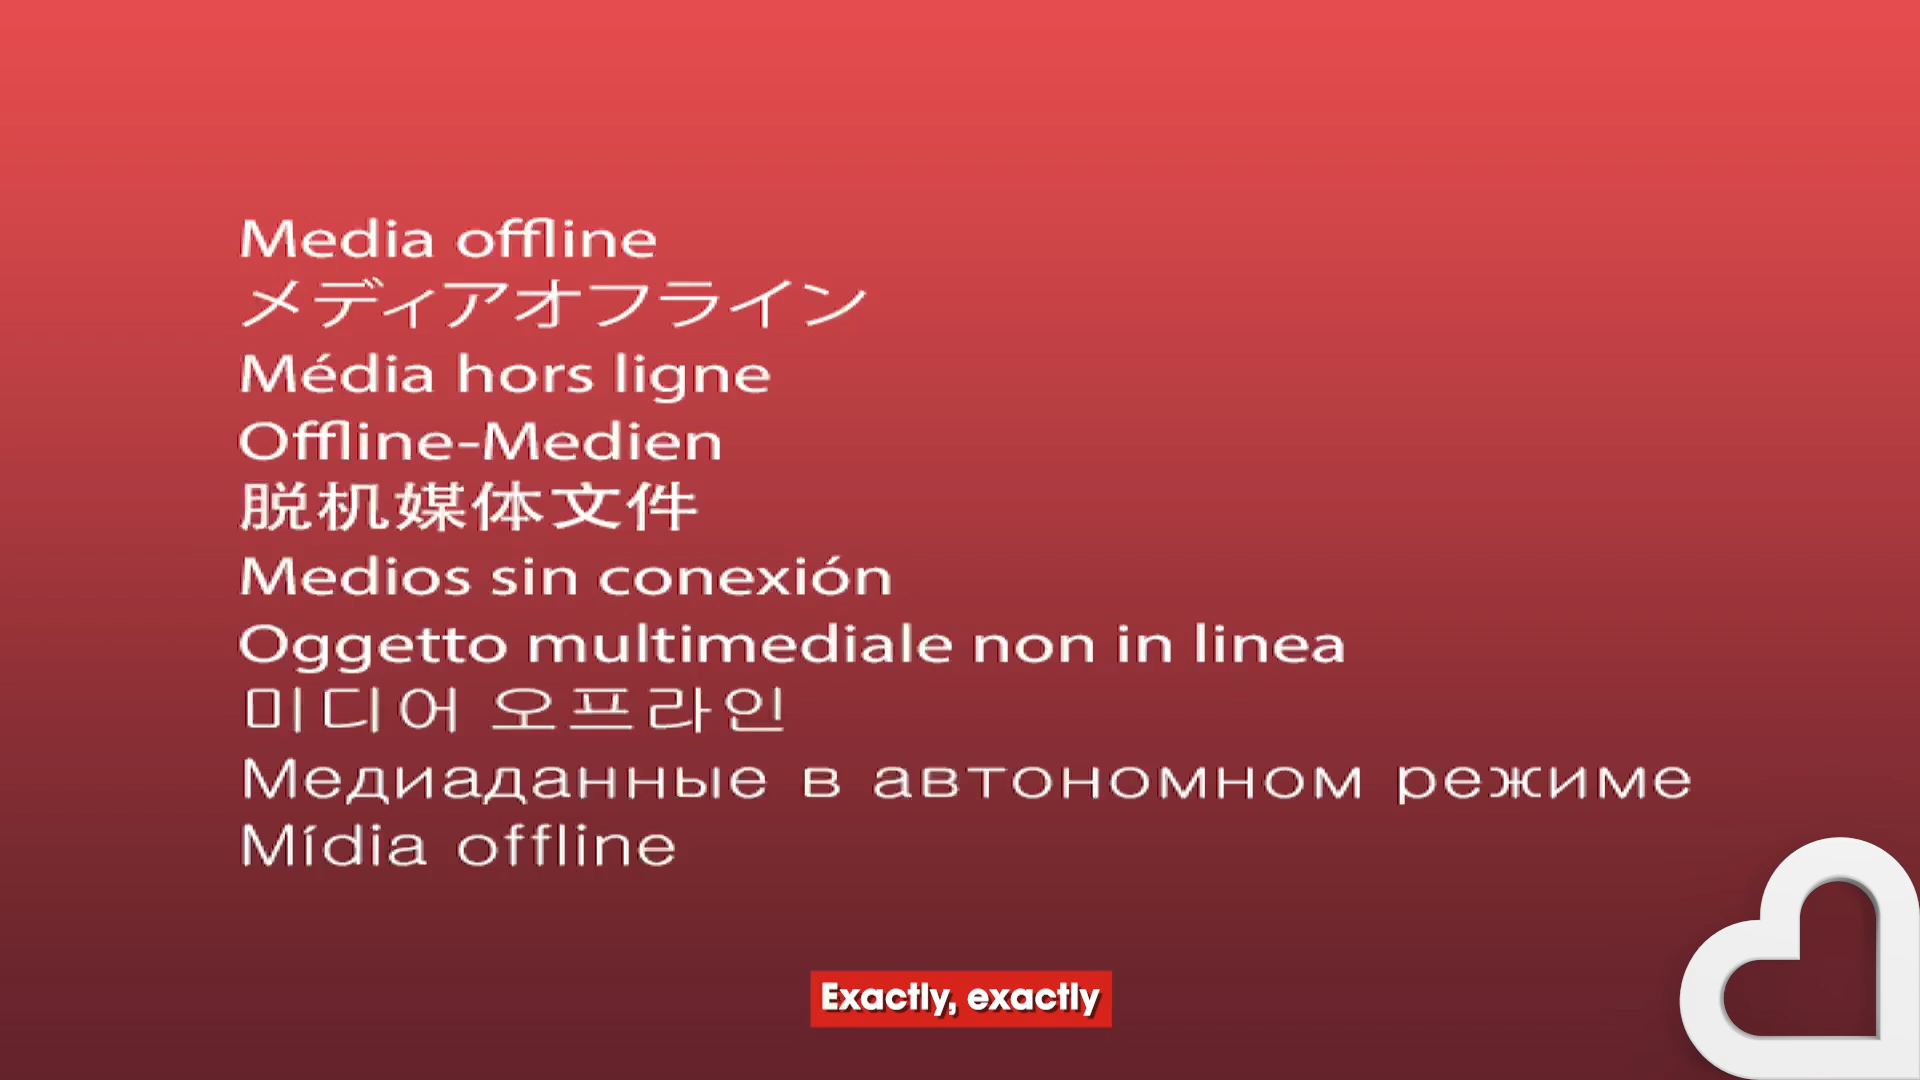 Media offline
メディアオフライン
Média hors ligne
Offline-Medien
脱机媒体文件
Medios sin conexión
Oggetto multimediale non in linea
미디어 오프라인
Медиаданные в автономном режиме
Mídia offline
Exactly, exactly